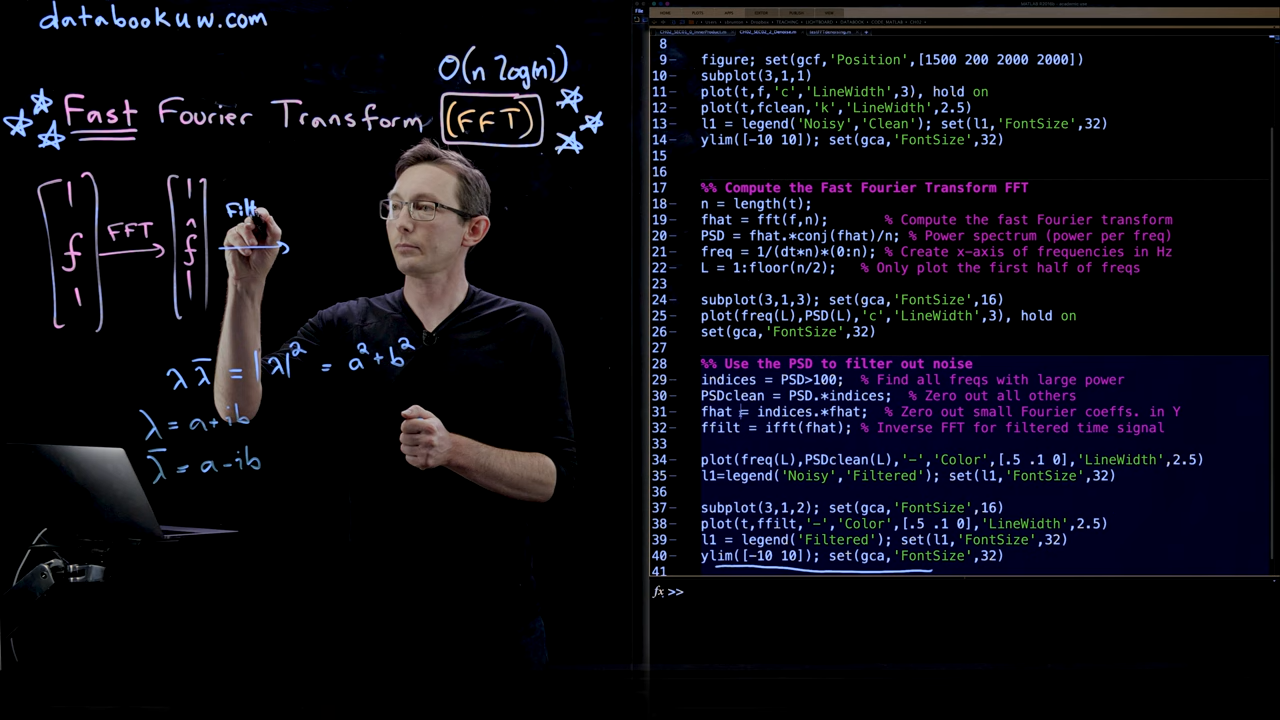 databookuw.com
O(n log(n))
Fast Fourier Transform (FFT)
f FFT f̂ Filt
λ λ̄ = |λ|² = a² + b²
λ = a + ib
λ̄ = a - ib
8
9 figure; set(gcf,'Position',[1500 200 2000 2000])
10 subplot(3,1,1)
11 plot(t,f,'c','LineWidth',3), hold on
12 plot(t,fclean,'k','LineWidth',2.5)
13 l1 = legend('Noisy','Clean'); set(l1,'FontSize',32)
14 ylim([-10 10]); set(gca,'FontSize',32)
15
16
17 %% Compute the Fast Fourier Transform FFT
18 n = length(t);
19 fhat = fft(f,n); % Compute the fast Fourier transform
20 PSD = fhat.*conj(fhat)/n; % Power spectrum (power per freq)
21 freq = 1/(dt*n)*(0:n); % Create x-axis of frequencies in Hz
22 L = 1:floor(n/2); % Only plot the first half of freqs
23
24 subplot(3,1,3); set(gca,'FontSize',16)
25 plot(freq(L),PSD(L),'c','LineWidth',3), hold on
26 set(gca,'FontSize',32)
27
28 %% Use the PSD to filter out noise
29 indices = PSD>100; % Find all freqs with large power
30 PSDclean = PSD.*indices; % Zero out all others
31 fhat = indices.*fhat; % Zero out small Fourier coeffs. in Y
32 ffilt = ifft(fhat); % Inverse FFT for filtered time signal
33
34 plot(freq(L),PSDclean(L),'-','Color',[.5 .1 0],'LineWidth',2.5)
35 l1=legend('Noisy','Filtered'); set(l1,'FontSize',32)
36
37 subplot(3,1,2); set(gca,'FontSize',16)
38 plot(t,ffilt,'-','Color',[.5 .1 0],'LineWidth',2.5)
39 l1 = legend('Filtered'); set(l1,'FontSize',32)
40 ylim([-10 10]); set(gca,'FontSize',32)
41
fx >>